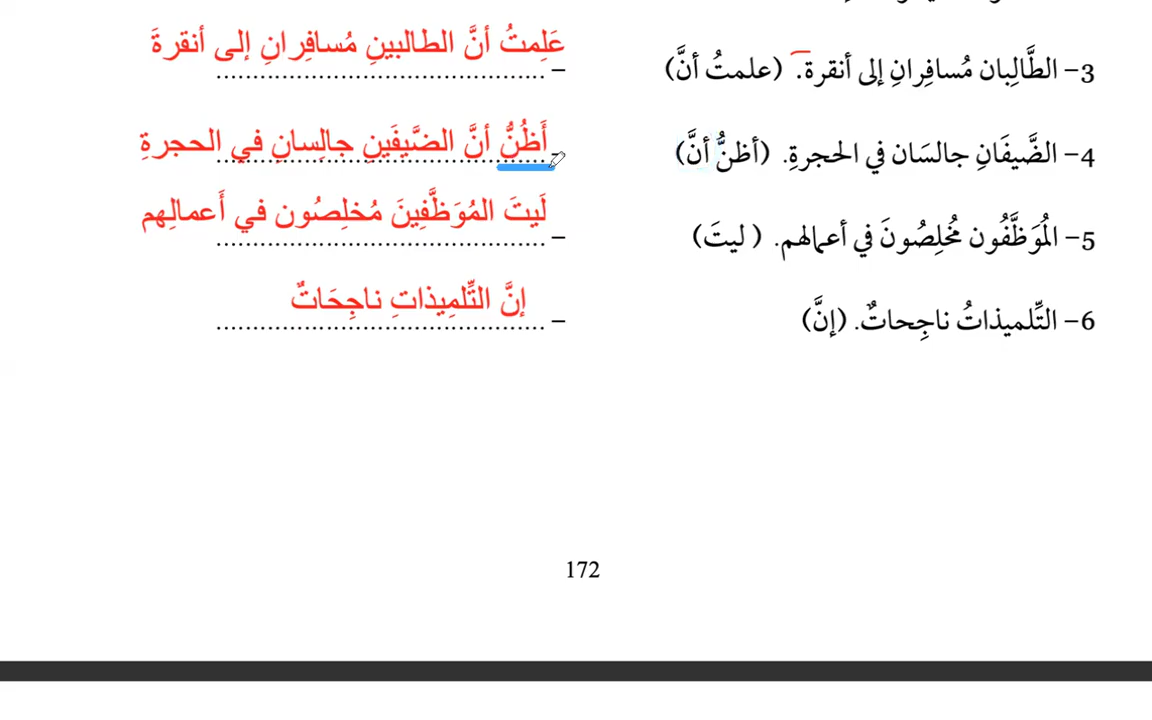 3- الطَّالِبان مُسافِرانِ إلى أنقرة. (علمتُ أنَّ)
– عَلِمتُ أنَّ الطالبينِ مُسافِرانِ إلى أنقرةَ
4- الضَّيفَانِ جالسَان في الحجرةِ. (أظنُّ أنَّ)
– أَظُنُّ أنَّ الضَّيفَينِ جالِسانِ في الحجرةِ
5- المُوَظَّفُون مُخُلِصُونَ في أعمالهم. ( ليتَ)
– لَيتَ المُوَظَّفِينَ مُخلِصُون في أَعمالِهم
6- التِّلميذاتُ ناجِحاتٌ. (إنَّ)
– إنَّ التِّلمِيذاتِ ناجِحَاتٌ
172